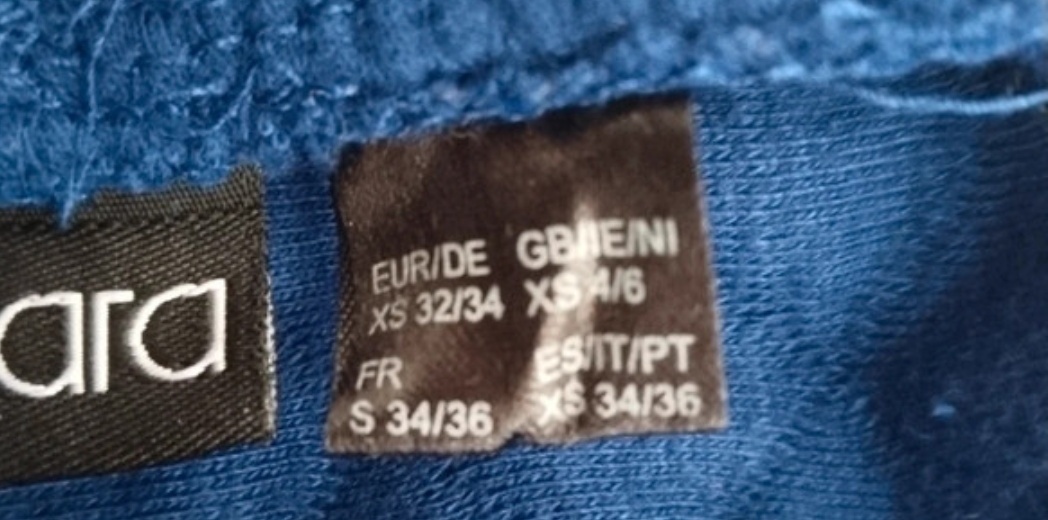 ara
EUR/DE GB/IE/NI
XS 32/34 XS 4/6
FR ES/IT/PT
S 34/36 XS 34/36